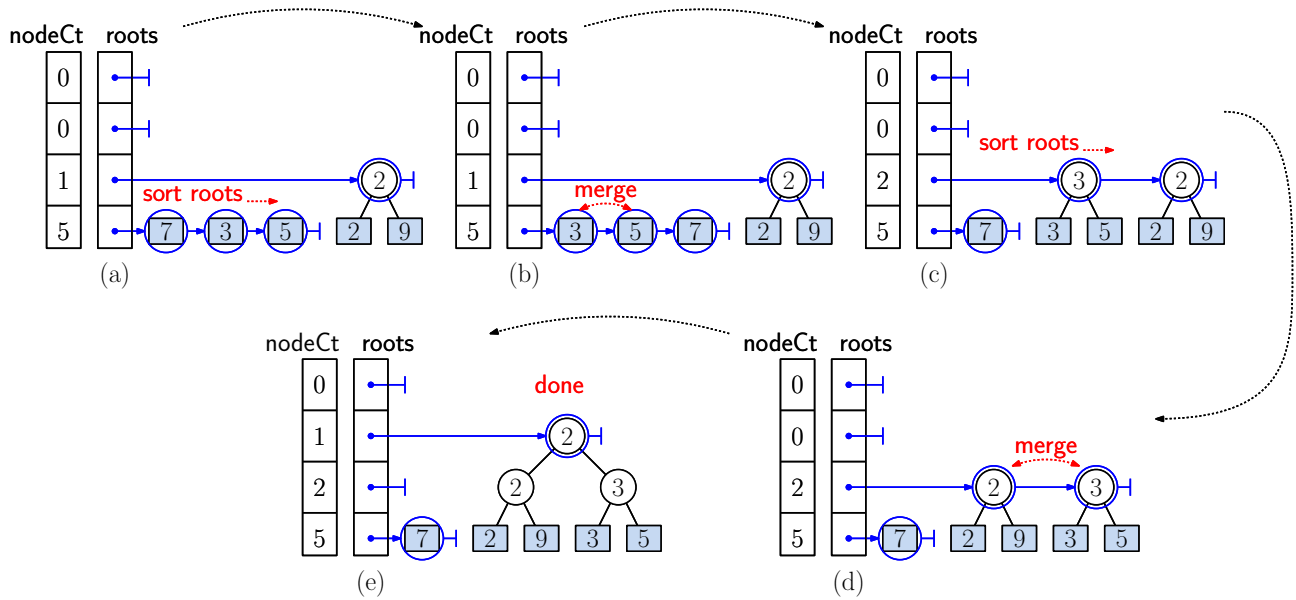 nodeCt roots nodeCt roots nodeCt roots
0 0 0
0 0 0
sort roots
1 2 1 2 2 3 2
sort roots merge
5 7 3 5 2 9 5 3 5 7 2 9 5 7 3 5 2 9
(a) (b) (c)
nodeCt roots nodeCt roots
0 done 0
1 2 0
merge
2 2 3 2 2 3
5 7 2 9 3 5 5 7 2 9 3 5
(e) (d)